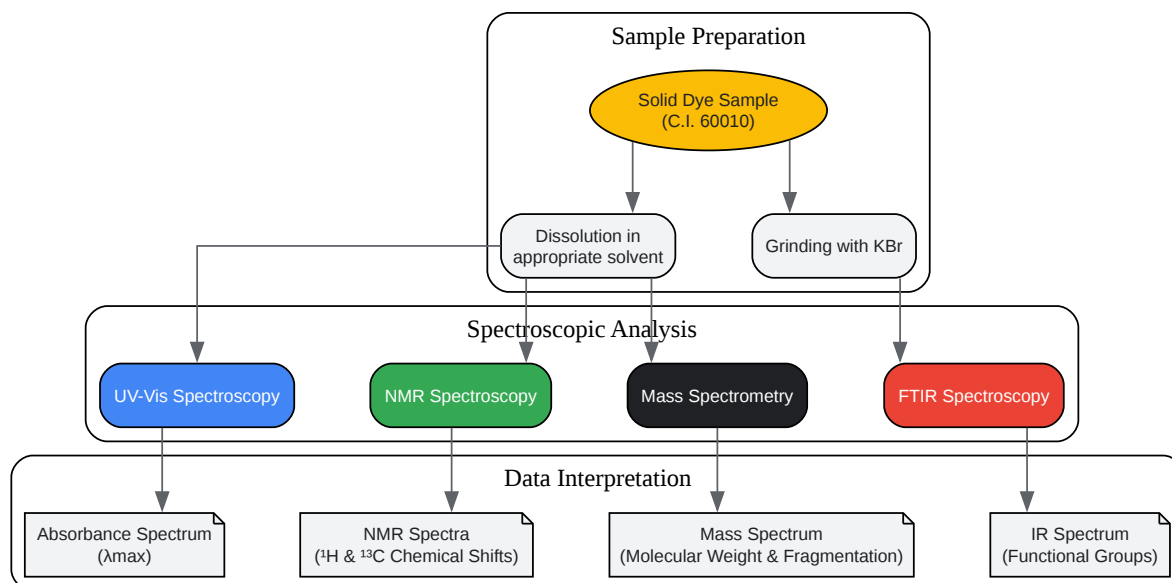 Sample Preparation
Solid Dye Sample
(C.I. 60010)
Dissolution in
appropriate solvent
Grinding with KBr
Spectroscopic Analysis
UV-Vis Spectroscopy
NMR Spectroscopy
Mass Spectrometry
FTIR Spectroscopy
Data Interpretation
Absorbance Spectrum
(λmax)
NMR Spectra
(¹H & ¹³C Chemical Shifts)
Mass Spectrum
(Molecular Weight & Fragmentation)
IR Spectrum
(Functional Groups)